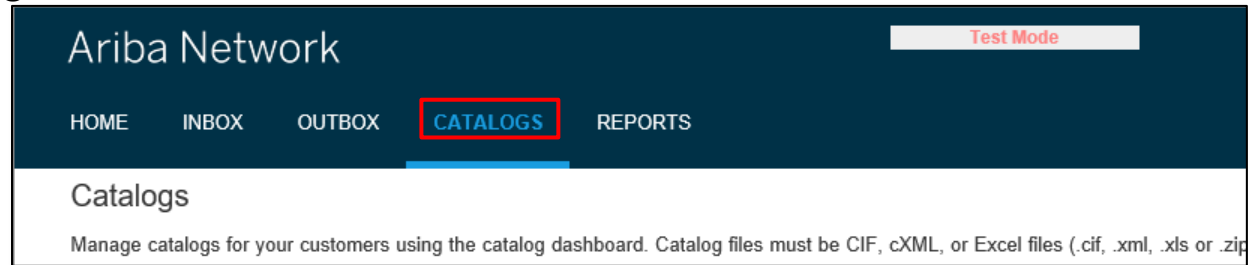 Ariba Network
Test Mode
HOME INBOX OUTBOX CATALOGS REPORTS
Catalogs
Manage catalogs for your customers using the catalog dashboard. Catalog files must be CIF, cXML, or Excel files (.cif, .xml, .xls or .zip